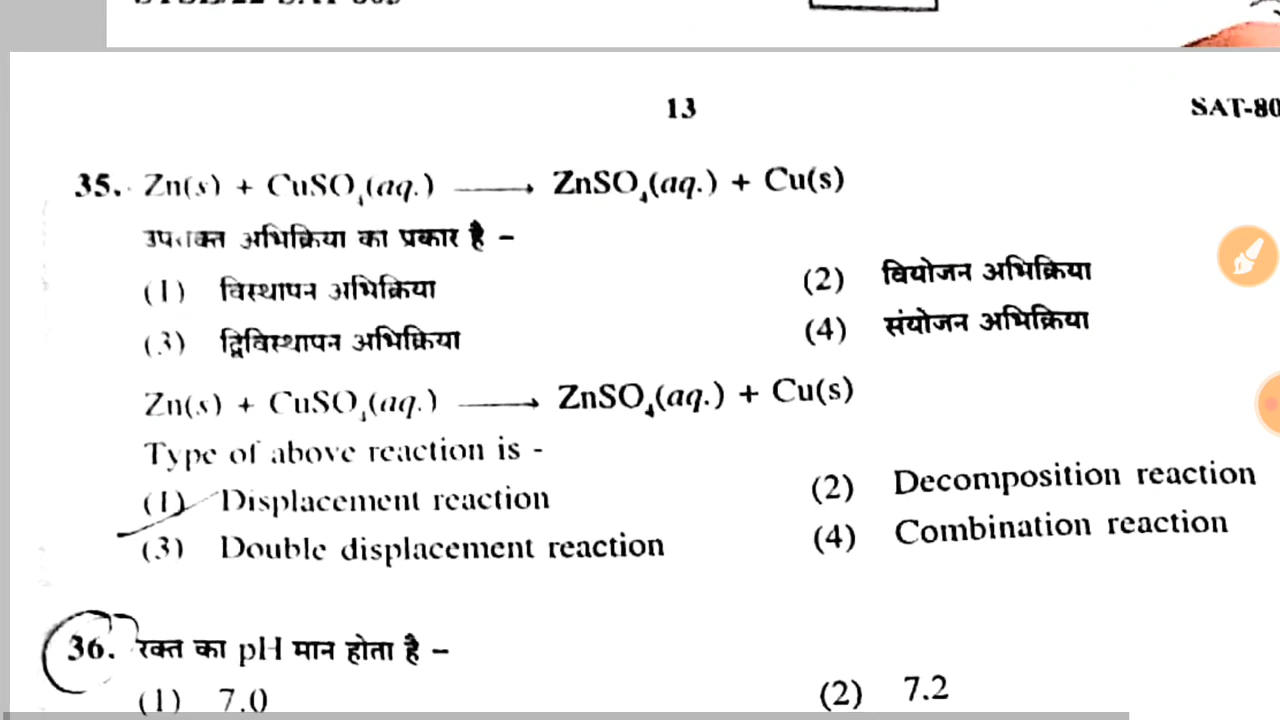 13
SAT-80
35. Zn(s) + CuSO₄(aq.) ⟶ ZnSO₄(aq.) + Cu(s)
अभिक्रिया का प्रकार है –
(1) विस्थापन अभिक्रिया (2) वियोजन अभिक्रिया
(3) द्विविस्थापन अभिक्रिया (4) संयोजन अभिक्रिया
Zn(s) + CuSO₄(aq.) ⟶ ZnSO₄(aq.) + Cu(s)
Type of above reaction is -
(1) Displacement reaction (2) Decomposition reaction
(3) Double displacement reaction (4) Combination reaction
36. रक्त का pH मान होता है –
(1) 7.0 (2) 7.2